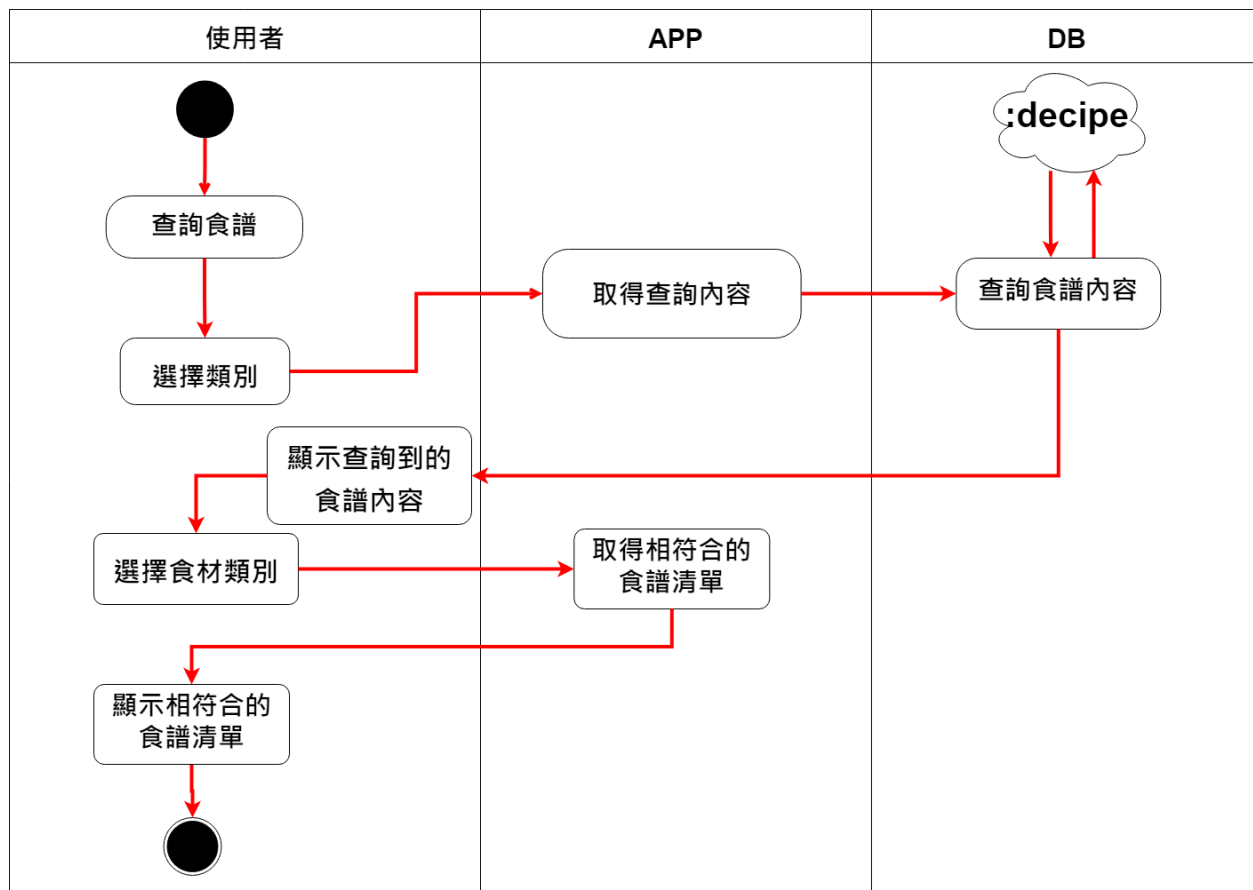 使用者
APP
DB
:decipe
查詢食譜
取得查詢內容
查詢食譜內容
選擇類別
顯示查詢到的
食譜內容
選擇食材類別
取得相符合的
食譜清單
顯示相符合的
食譜清單